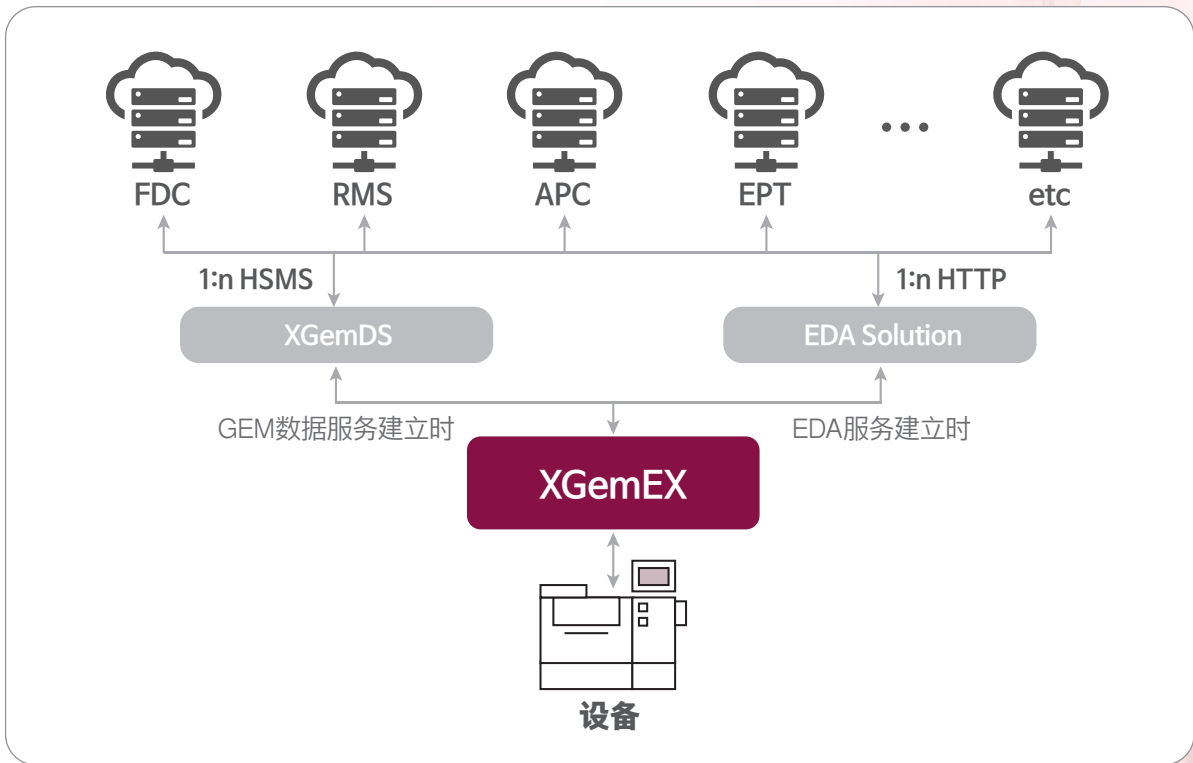 FDC
RMS
APC
EPT
etc
1:n HSMS
1:n HTTP
XGemDS
EDA Solution
GEM数据服务建立时
EDA服务建立时
XGemEX
设备